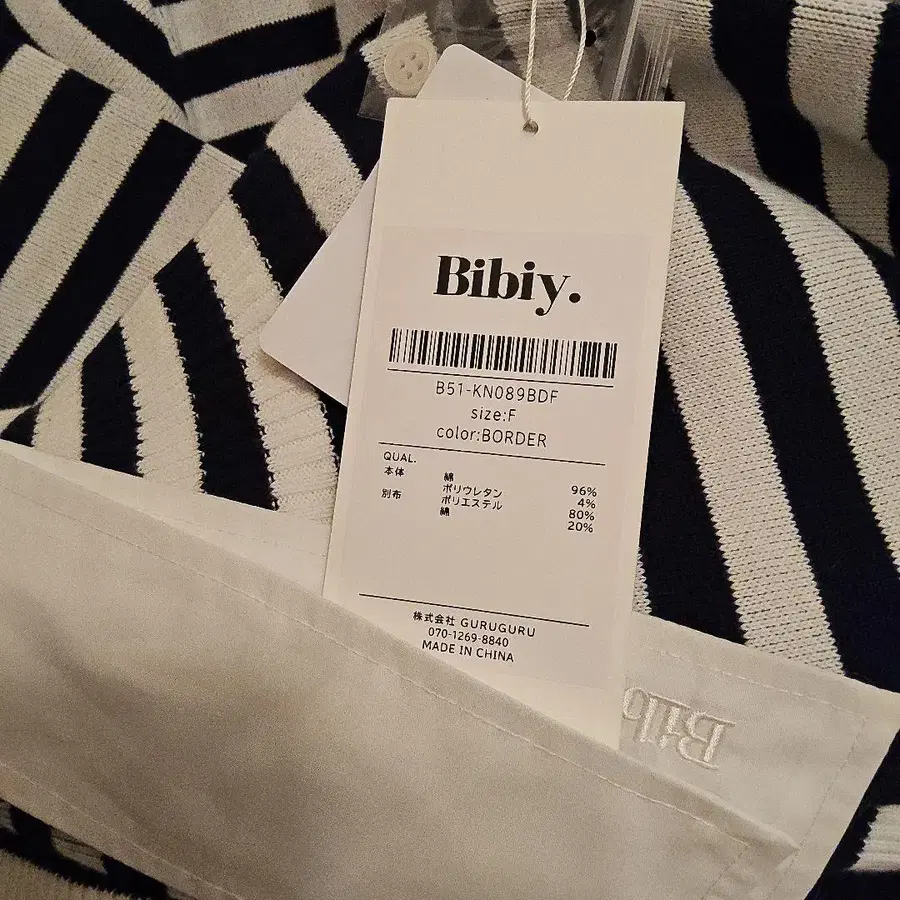 Bibiy.
B51-KN089BDF
size:F
color:BORDER
QUAL.
本体 綿 96%
ポリウレタン 4%
別布 ポリエステル 80%
綿 20%
株式会社 GURUGURU
070-1269-8840
MADE IN CHINA